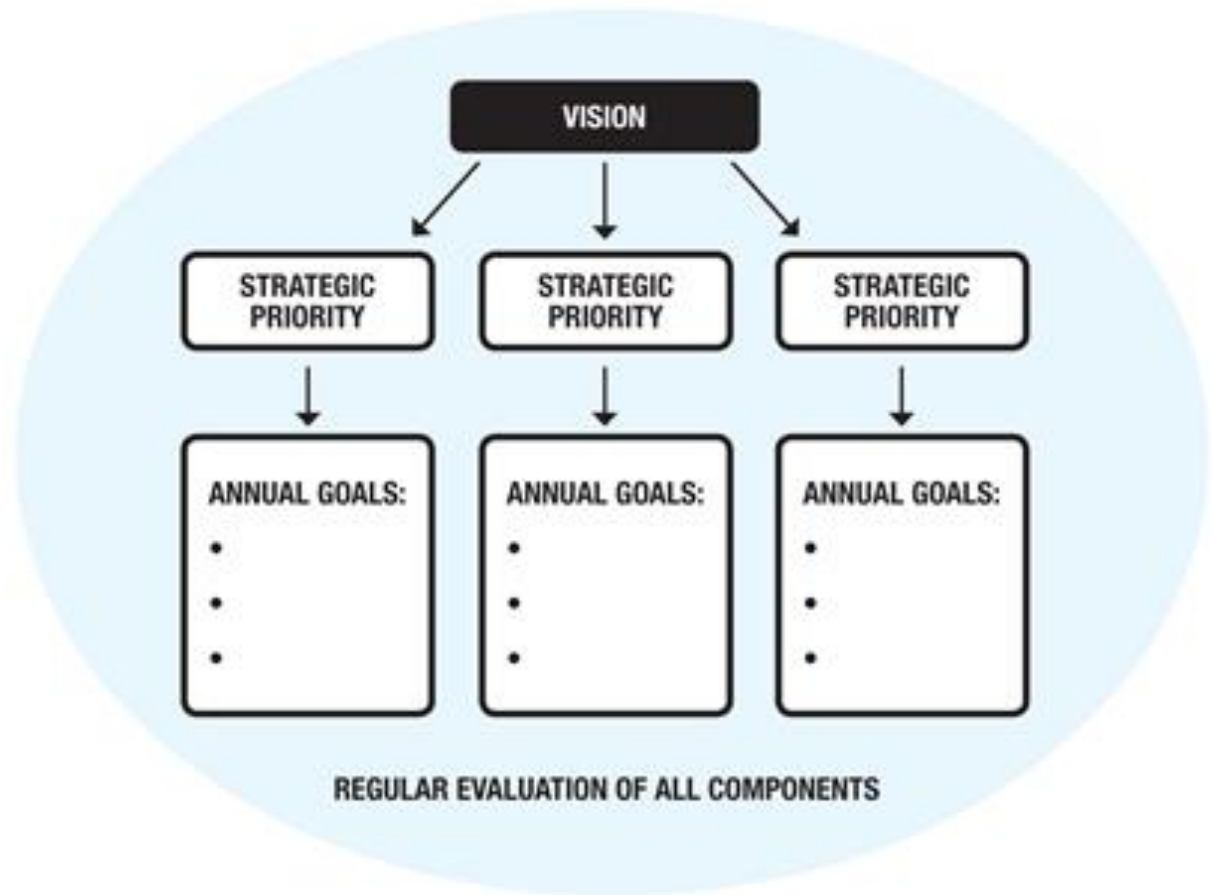 VISION
STRATEGIC
PRIORITY
STRATEGIC
PRIORITY
STRATEGIC
PRIORITY
ANNUAL GOALS:
•
•
•
ANNUAL GOALS:
•
•
•
ANNUAL GOALS:
•
•
•
REGULAR EVALUATION OF ALL COMPONENTS